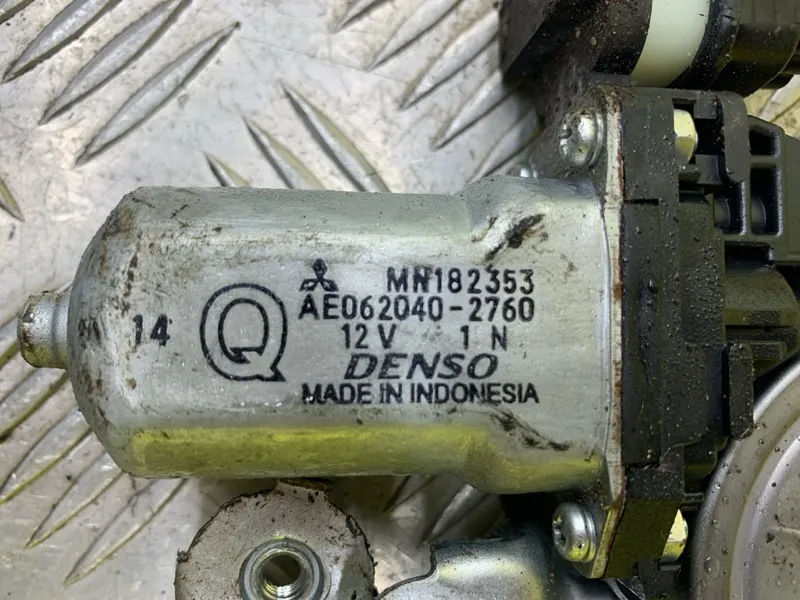 MN182353
AE062040-2760
14 Q 12V 1N
DENSO
MADE IN INDONESIA